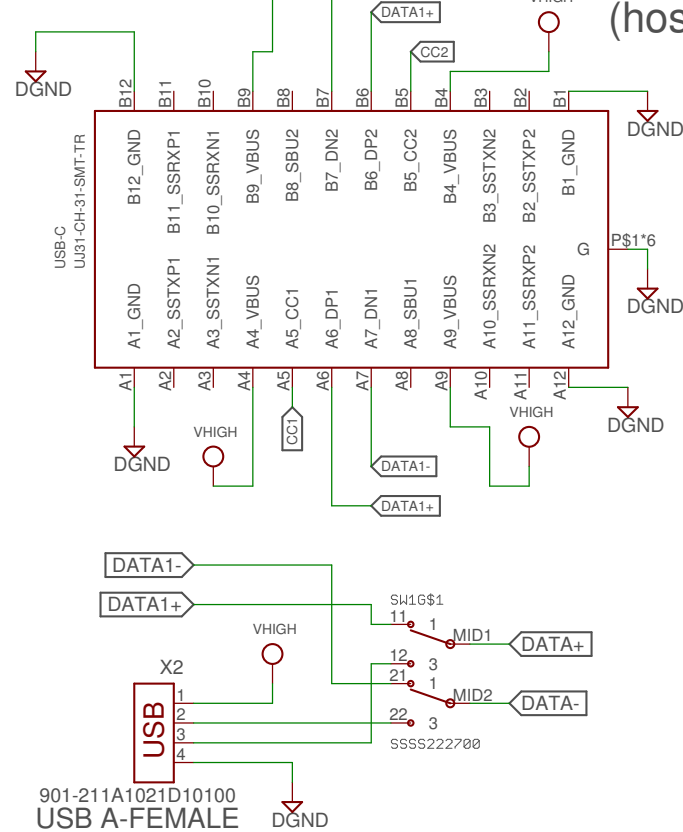 VHIGH
(hos
DATA1+
CC2
DGND
B12
B11
B10
B9
B8
B7
B6
B5
B4
B3
B2
B1
DGND
B12_GND
B11_SSRXP1
B10_SSRXN1
B9_VBUS
B8_SBU2
B7_DN2
B6_DP2
B5_CC2
B4_VBUS
B3_SSTXN2
B2_SSTXP2
B1_GND
USB-C
UJ31-CH-31-SMT-TR
G
P$1*6
DGND
A1_GND
A2_SSTXP1
A3_SSTXN1
A4_VBUS
A5_CC1
A6_DP1
A7_DN1
A8_SBU1
A9_VBUS
A10_SSRXN2
A11_SSRXP2
A12_GND
A1
A2
A3
A4
A5
A6
A7
A8
A9
A10
A11
A12
DGND
VHIGH
CC1
VHIGH
DGND
DATA1-
DATA1+
DATA1-
DATA1+
SW1G$1
11
1
MID1
DATA+
VHIGH
12
3
X2
21
1
MID2
DATA-
USB
1
2
3
4
22
3
SSSS222700
901-211A1021D10100
USB A-FEMALE
DGND